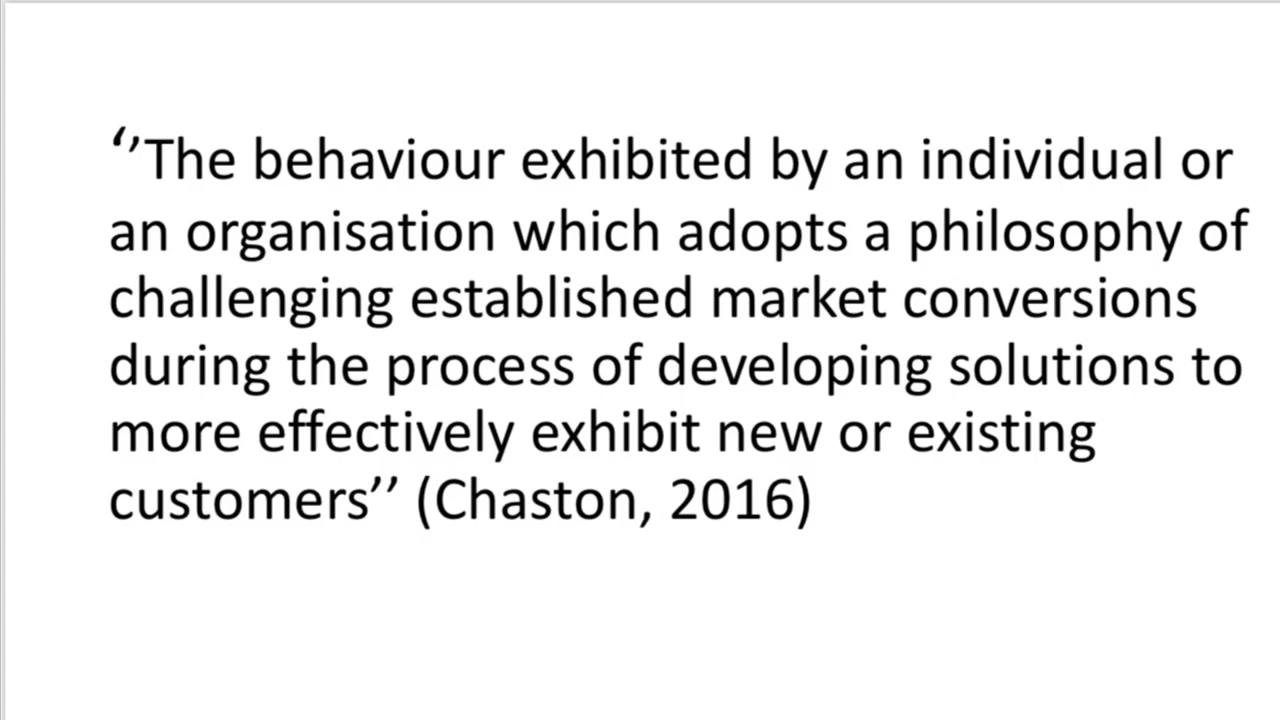 ‘’The behaviour exhibited by an individual or
an organisation which adopts a philosophy of
challenging established market conversions
during the process of developing solutions to
more effectively exhibit new or existing
customers’’ (Chaston, 2016)